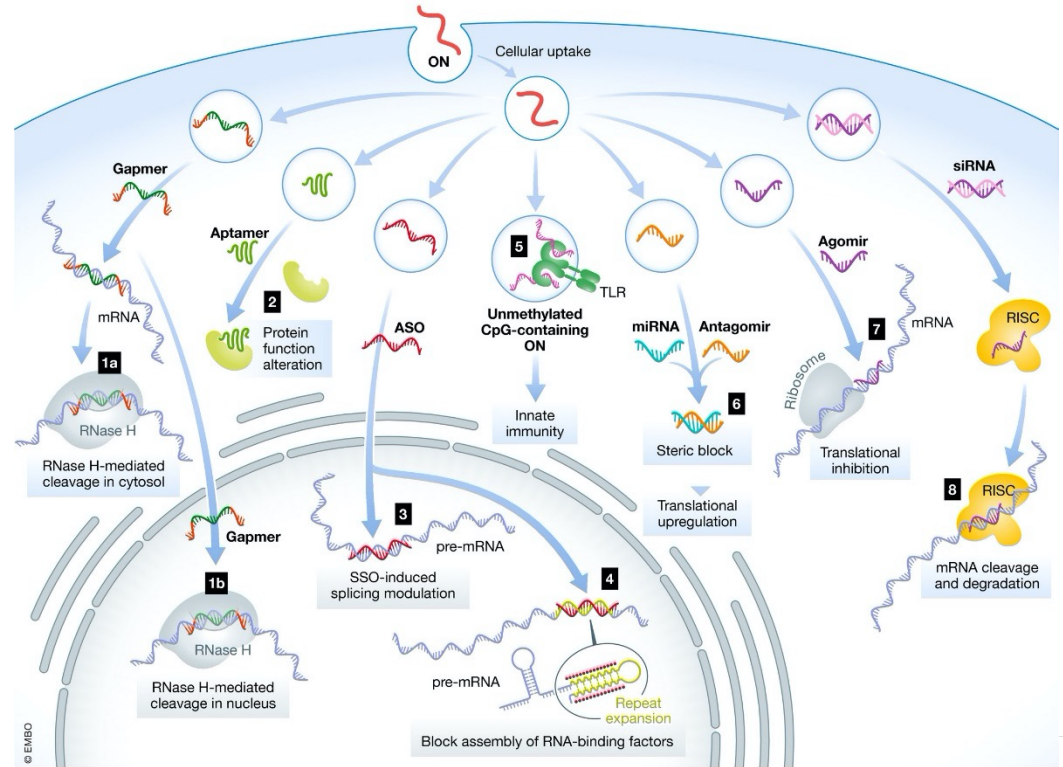 ON
Cellular uptake
Gapmer
siRNA
Aptamer
5
Agomir
TLR
mRNA
2
Unmethylated
CpG-containing
ON
miRNA
Antagomir
7
mRNA
RISC
Protein
function
alteration
ASO
Ribosome
1a
RNase H
6
Innate
immunity
Steric block
Translational
inhibition
RNase H-mediated
cleavage in cytosol
8
RISC
Translational
upregulation
3
Gapmer
pre-mRNA
mRNA cleavage
and degradation
SSO-induced
splicing modulation
4
1b
RNase H
pre-mRNA
RNase H-mediated
cleavage in nucleus
Repeat
expansion
Block assembly of RNA-binding factors
© EMBO